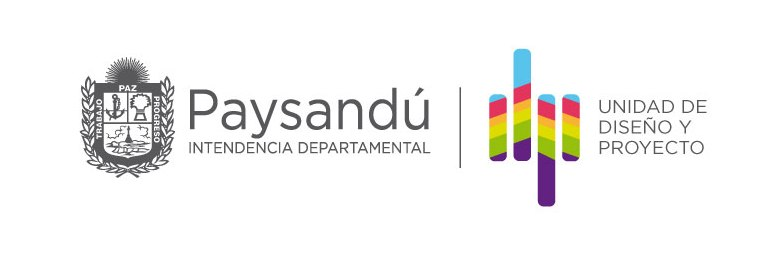 PAZ
TRABAJO
PROGRESO
Paysandú
INTENDENCIA DEPARTAMENTAL
UNIDAD DE
DISEÑO Y
PROYECTO